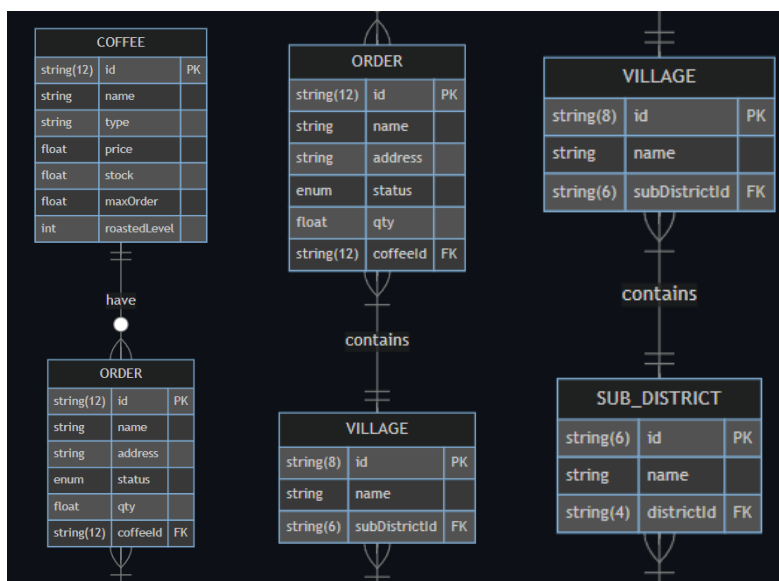 COFFEE
string(12) id PK
string name
string type
float price
float stock
float maxOrder
int roastedLevel
have
ORDER
string(12) id PK
string name
string address
enum status
float qty
string(12) coffeeId FK
ORDER
string(12) id PK
string name
string address
enum status
float qty
string(12) coffeeId FK
contains
VILLAGE
string(8) id PK
string name
string(6) subDistrictId FK
VILLAGE
string(8) id PK
string name
string(6) subDistrictId FK
contains
SUB_DISTRICT
string(6) id PK
string name
string(4) districtId FK